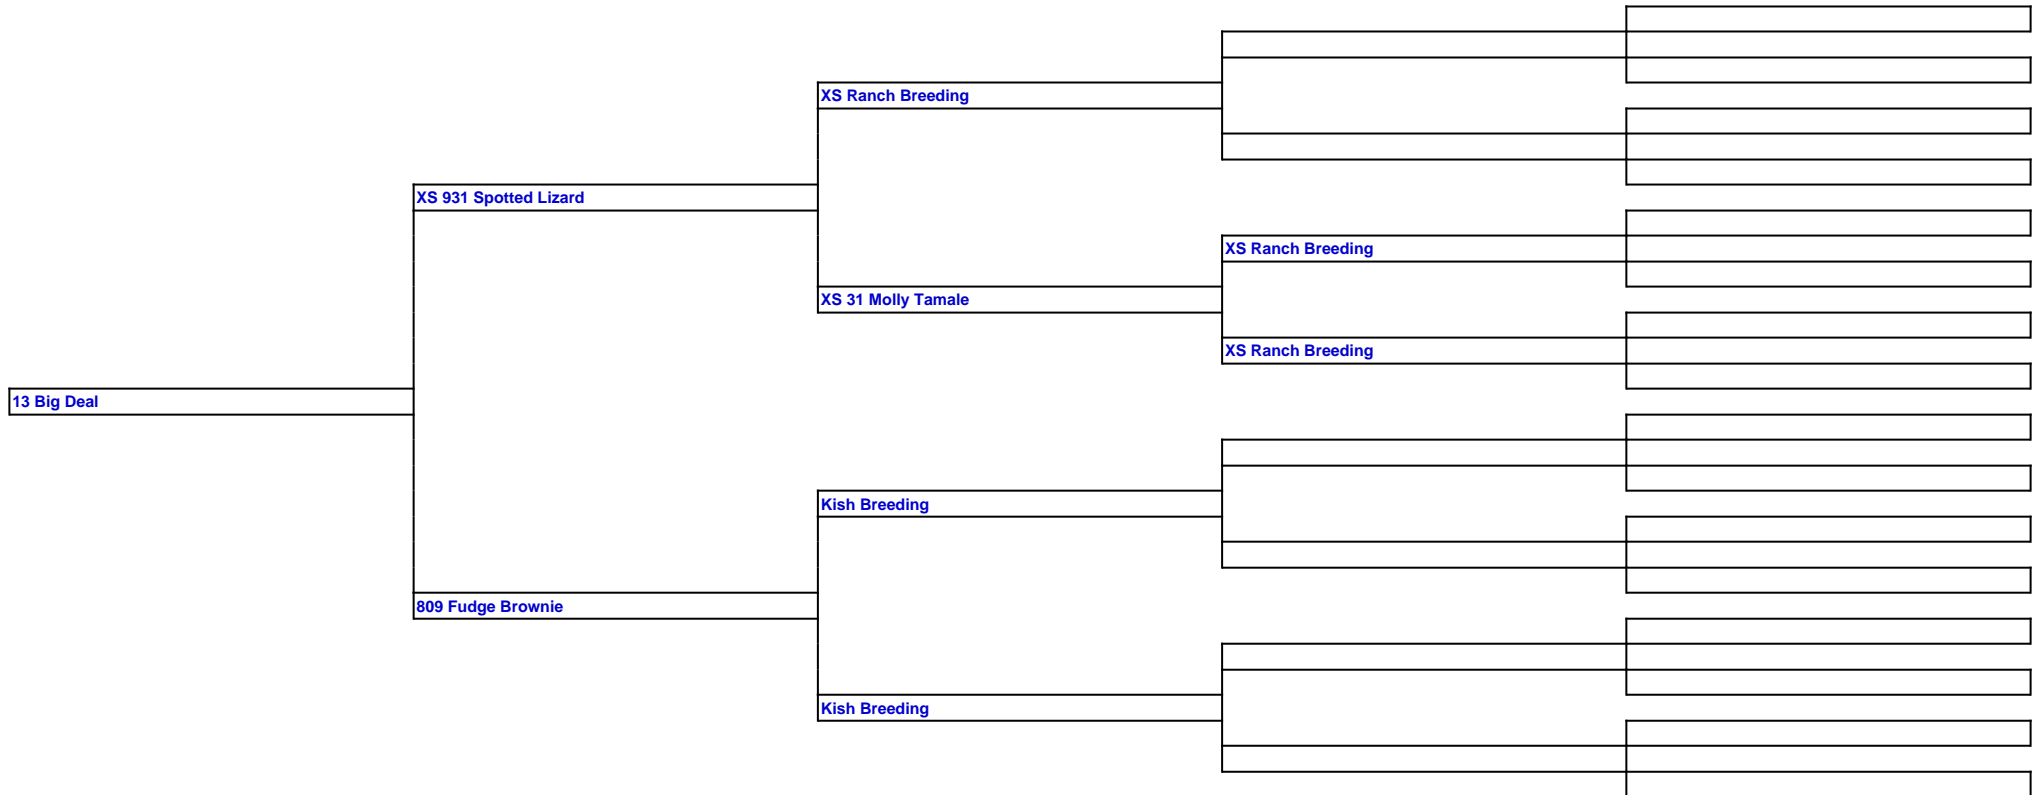 XS Ranch Breeding
XS 931 Spotted Lizard
XS Ranch Breeding
XS 31 Molly Tamale
XS Ranch Breeding
13 Big Deal
Kish Breeding
809 Fudge Brownie
Kish Breeding